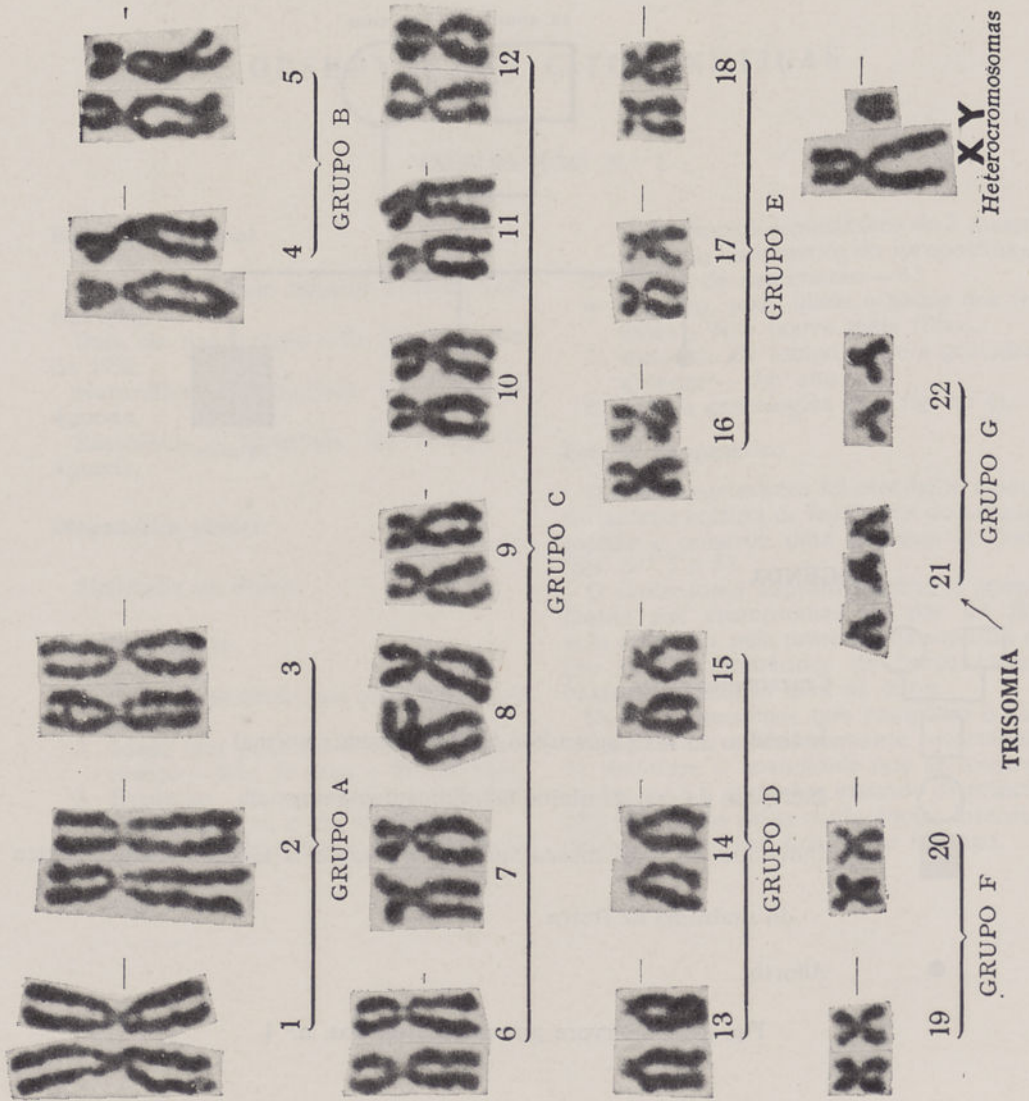 1 2 3 4 5
GRUPO A GRUPO B
6 7 8 9 10 11 12
GRUPO C
13 14 15 16 17 18
GRUPO D GRUPO E
19 20 21 22 X Y
GRUPO F GRUPO G Heterocromosomas
TRISOMIA